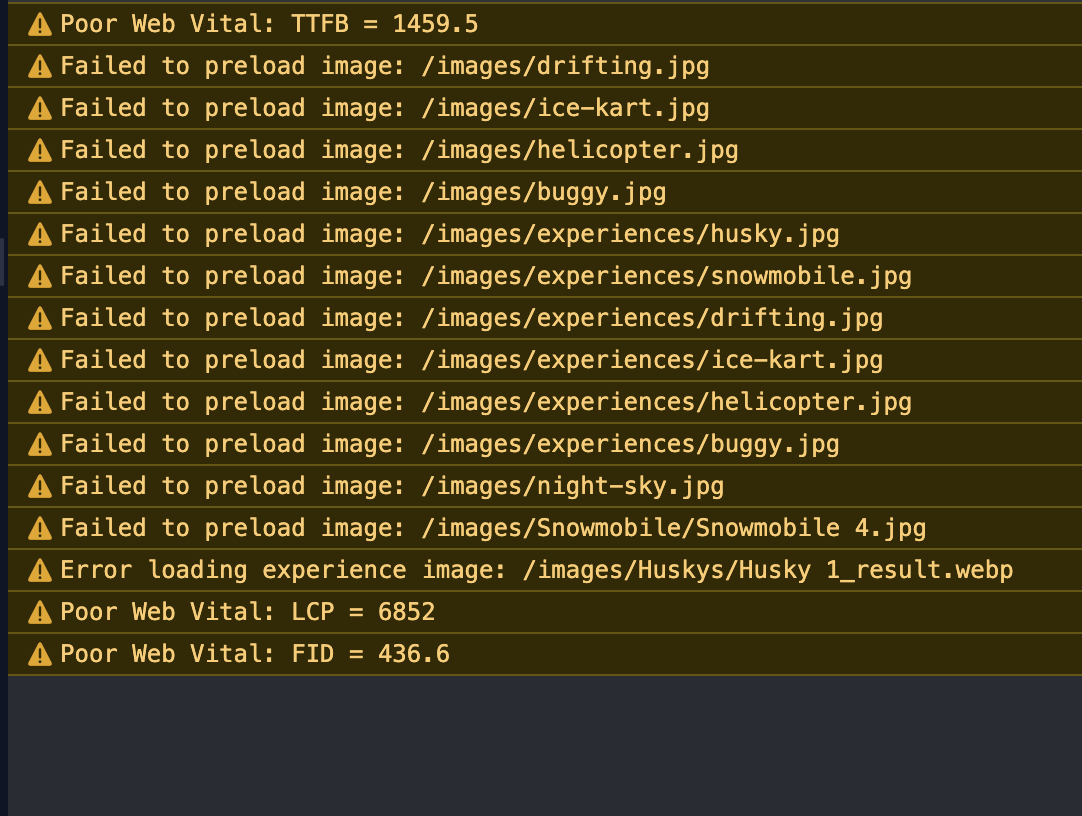 Poor Web Vital: TTFB = 1459.5
Failed to preload image: /images/drifting.jpg
Failed to preload image: /images/ice-kart.jpg
Failed to preload image: /images/helicopter.jpg
Failed to preload image: /images/buggy.jpg
Failed to preload image: /images/experiences/husky.jpg
Failed to preload image: /images/experiences/snowmobile.jpg
Failed to preload image: /images/experiences/drifting.jpg
Failed to preload image: /images/experiences/ice-kart.jpg
Failed to preload image: /images/experiences/helicopter.jpg
Failed to preload image: /images/experiences/buggy.jpg
Failed to preload image: /images/night-sky.jpg
Failed to preload image: /images/Snowmobile/Snowmobile 4.jpg
Error loading experience image: /images/Huskys/Husky 1_result.webp
Poor Web Vital: LCP = 6852
Poor Web Vital: FID = 436.6